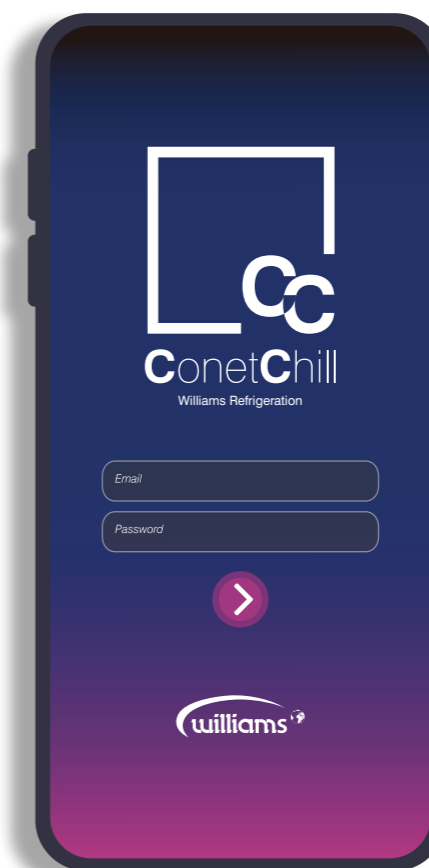 CC
ConetChill
Williams Refrigeration
Email
Password
williams